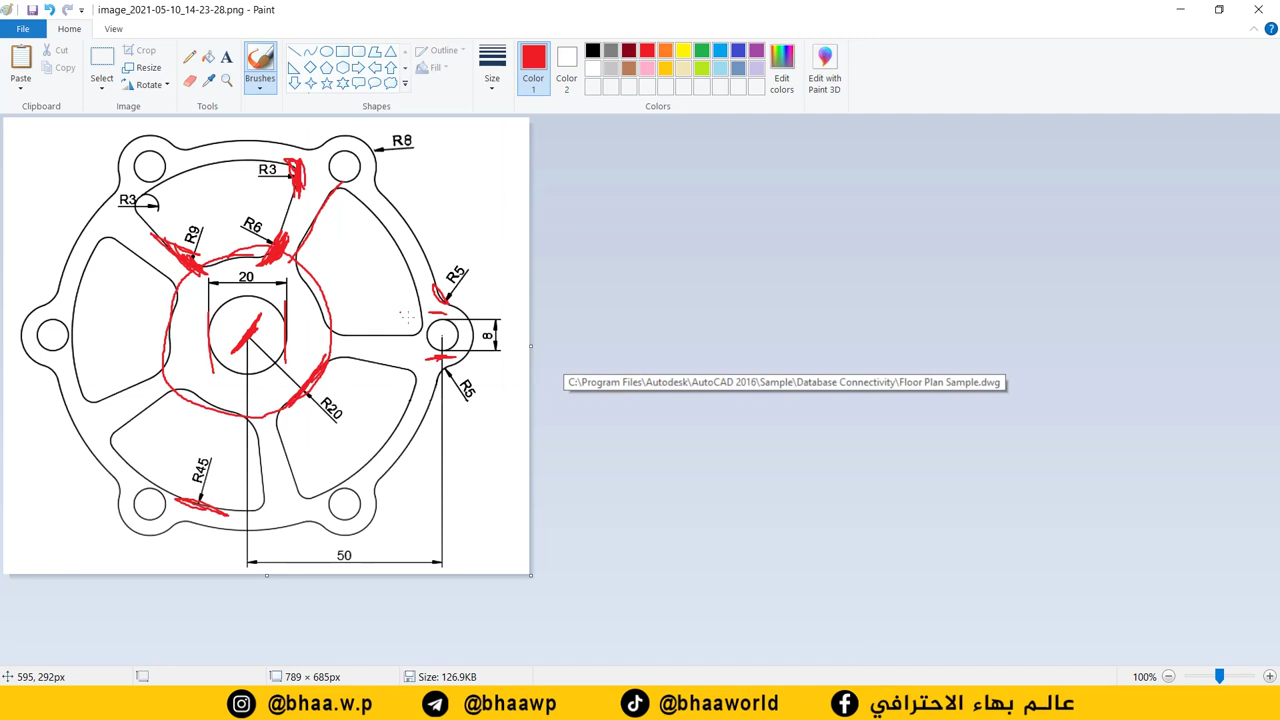 image_2021-05-10_14-23-28.png - Paint
File
Home
View
Paste
Cut
Copy
Clipboard
Select
Crop
Resize
Rotate
Image
A
Tools
Brushes
Outline
Fill
Shapes
Size
Color
1
Color
2
Edit
colors
Colors
Edit with
Paint 3D
R8
R3
R3
R9
R6
20
R5
8
R5
R20
R45
50
C:\Program Files\Autodesk\AutoCAD 2016\Sample\Database Connectivity\Floor Plan Sample.dwg
595, 292px
789 × 685px
Size: 126.9KB
100%
@bhaa.w.p
@bhaawp
@bhaaworld
عالم بهاء الاحترافي